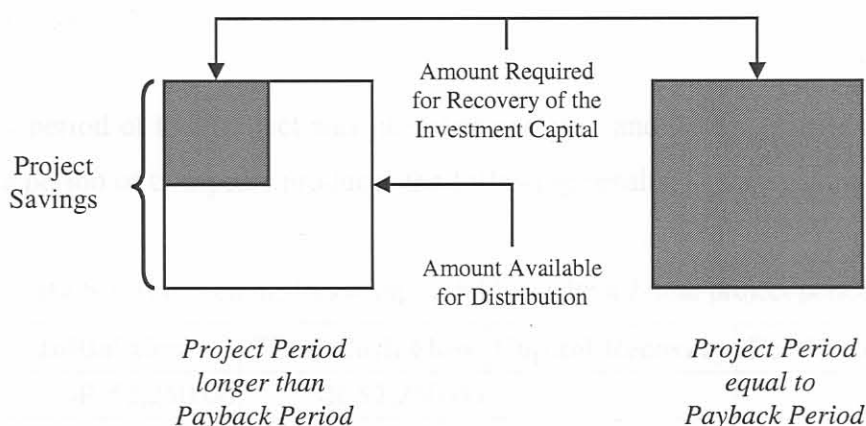 Amount Required
for Recovery of the
Investment Capital
Project
Savings
Amount Available
for Distribution
Project Period
longer than
Payback Period
Project Period
equal to
Payback Period